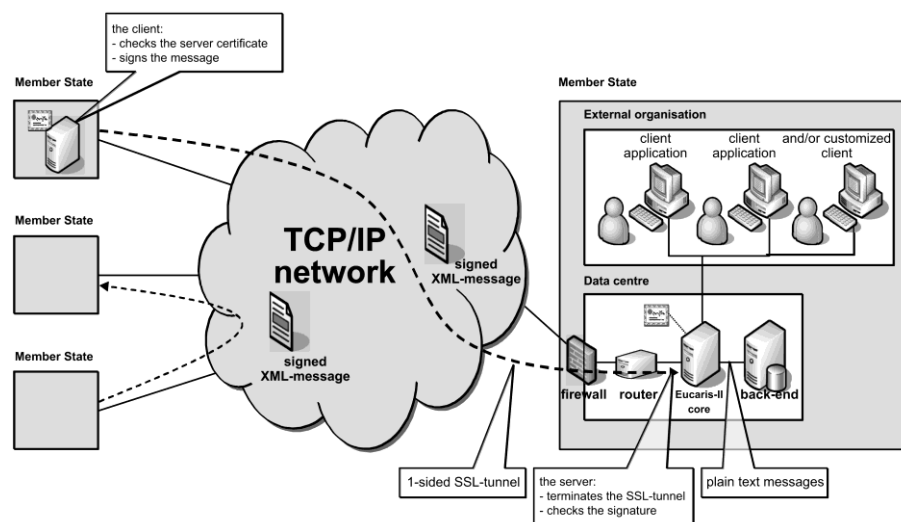 the client:
- checks the server certificate
- signs the message
Member State
Member State
Member State
TCP/IP
network
signed
XML-message
signed
XML-message
Member State
External organisation
client
application
client
application
and/or customized
client
Data centre
firewall
router
Eucaris-II
core
back-end
1-sided SSL-tunnel
the server:
- terminates the SSL-tunnel
- checks the signature
plain text messages